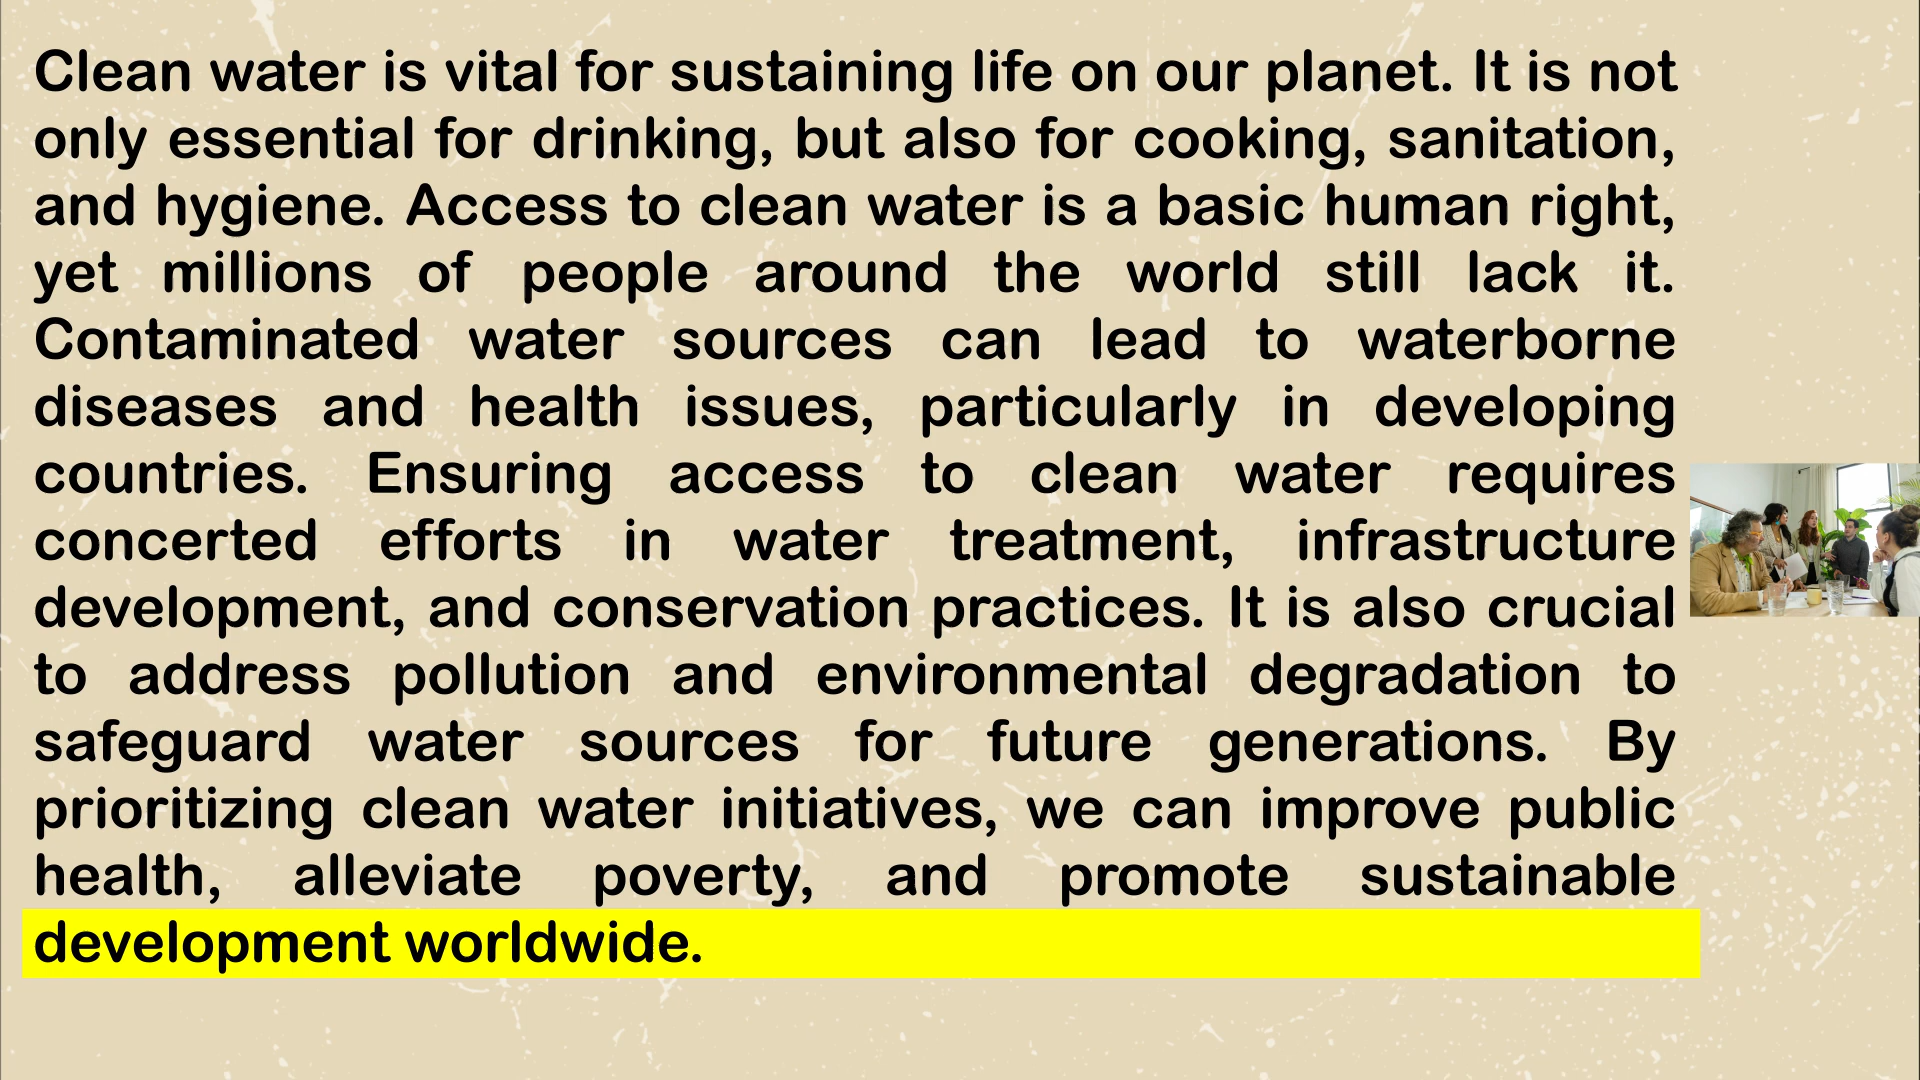 Clean water is vital for sustaining life on our planet. It is not
only essential for drinking, but also for cooking, sanitation,
and hygiene. Access to clean water is a basic human right,
yet millions of people around the world still lack it.
Contaminated water sources can lead to waterborne
diseases and health issues, particularly in developing
countries. Ensuring access to clean water requires
concerted efforts in water treatment, infrastructure
development, and conservation practices. It is also crucial
to address pollution and environmental degradation to
safeguard water sources for future generations. By
prioritizing clean water initiatives, we can improve public
health, alleviate poverty, and promote sustainable
development worldwide.